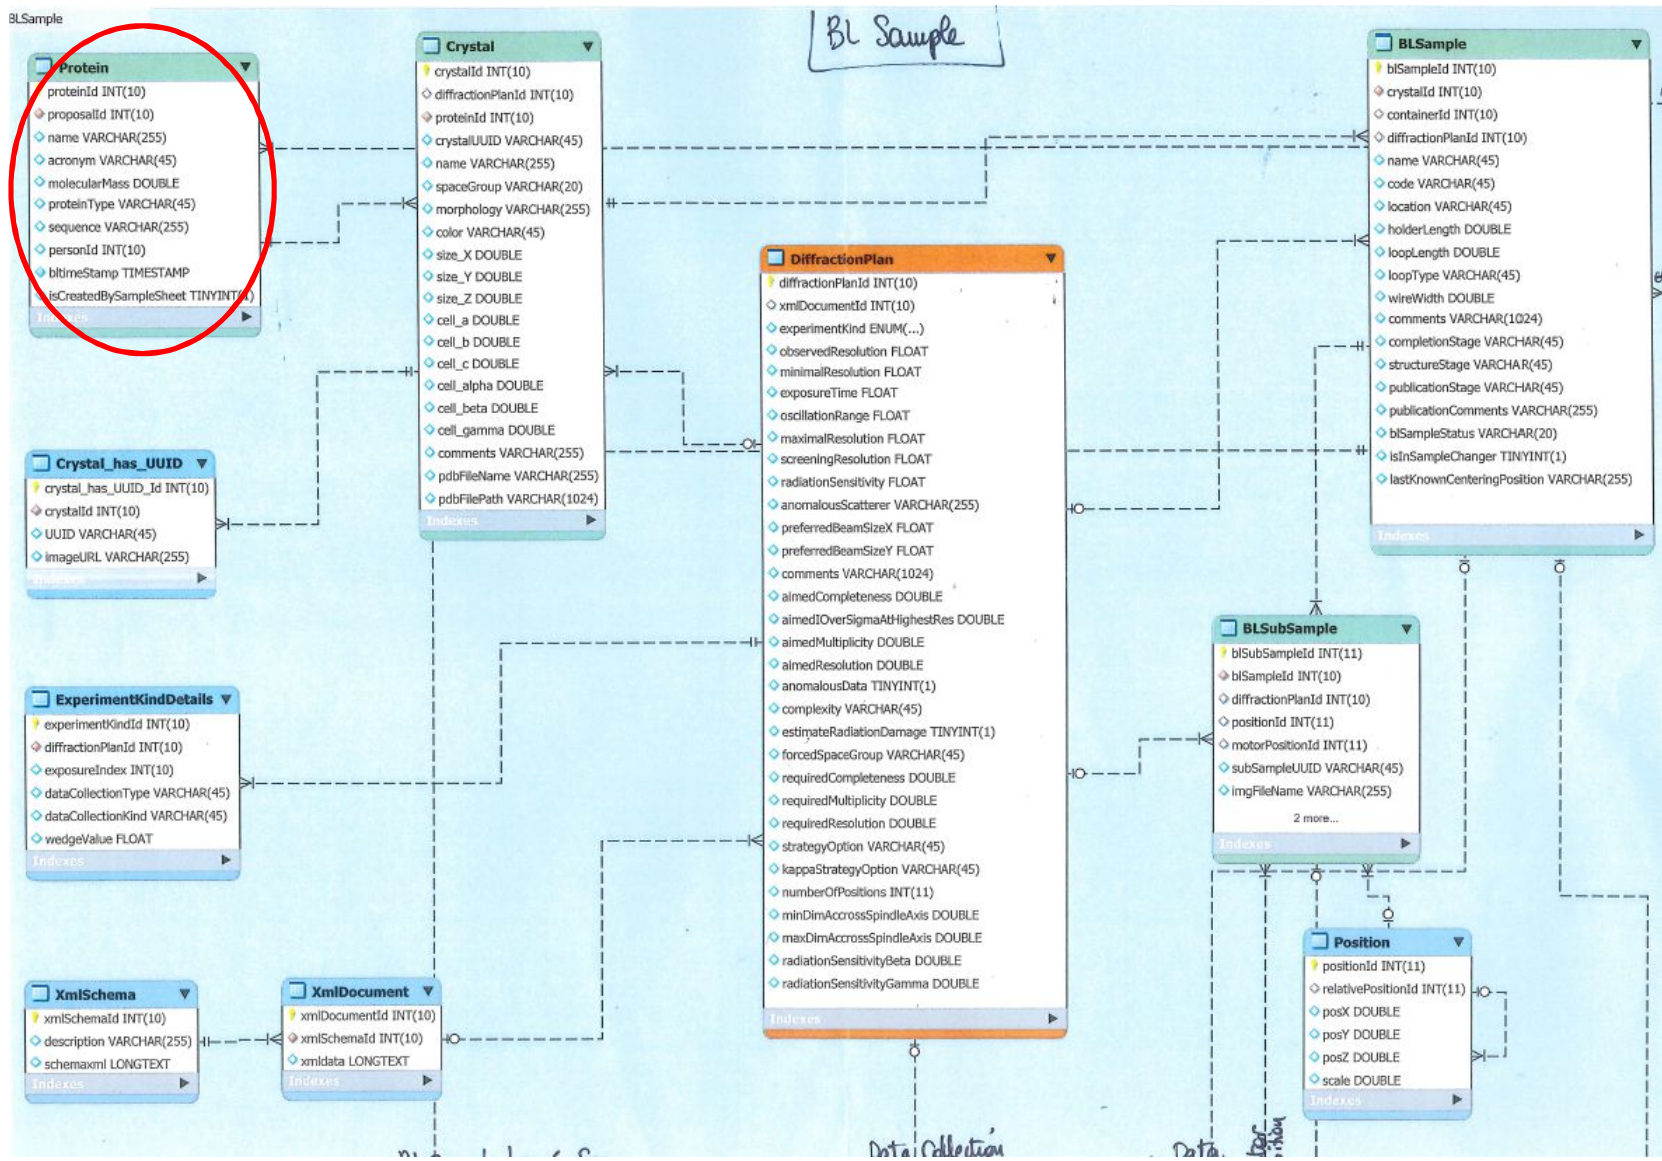 BLSample
BL Sample
Protein
proteinId INT(10)
proposalId INT(10)
name VARCHAR(255)
acronym VARCHAR(45)
molecularMass DOUBLE
proteinType VARCHAR(45)
sequence VARCHAR(255)
personId INT(10)
bltimeStamp TIMESTAMP
isCreatedBySampleSheet TINYINT(1)
Indexes
Crystal
crystalId INT(10)
diffractionPlanId INT(10)
proteinId INT(10)
crystalUUID VARCHAR(45)
name VARCHAR(255)
spaceGroup VARCHAR(20)
morphology VARCHAR(255)
color VARCHAR(45)
size_X DOUBLE
size_Y DOUBLE
size_Z DOUBLE
cell_a DOUBLE
cell_b DOUBLE
cell_c DOUBLE
cell_alpha DOUBLE
cell_beta DOUBLE
cell_gamma DOUBLE
comments VARCHAR(255)
pdbFileName VARCHAR(255)
pdbFilePath VARCHAR(1024)
Indexes
BLSample
blSampleId INT(10)
crystalId INT(10)
containerId INT(10)
diffractionPlanId INT(10)
name VARCHAR(45)
code VARCHAR(45)
location VARCHAR(45)
holderLength DOUBLE
loopLength DOUBLE
loopType VARCHAR(45)
wireWidth DOUBLE
comments VARCHAR(1024)
completionStage VARCHAR(45)
structureStage VARCHAR(45)
publicationStage VARCHAR(45)
publicationComments VARCHAR(255)
blSampleStatus VARCHAR(20)
isInSampleChanger TINYINT(1)
lastKnownCenteringPosition VARCHAR(255)
Indexes
DiffractionPlan
diffractionPlanId INT(10)
xmlDocumentId INT(10)
experimentKind ENUM(...)
observedResolution FLOAT
minimalResolution FLOAT
exposureTime FLOAT
oscillationRange FLOAT
maximalResolution FLOAT
screeningResolution FLOAT
radiationSensitivity FLOAT
anomalousScatterer VARCHAR(255)
preferredBeamSizeX FLOAT
preferredBeamSizeY FLOAT
comments VARCHAR(1024)
aimedCompleteness DOUBLE
aimedIOverSigmaAtHighestRes DOUBLE
aimedMultiplicity DOUBLE
aimedResolution DOUBLE
anomalousData TINYINT(1)
complexity VARCHAR(45)
estimateRadiationDamage TINYINT(1)
forcedSpaceGroup VARCHAR(45)
requiredCompleteness DOUBLE
requiredMultiplicity DOUBLE
requiredResolution DOUBLE
strategyOption VARCHAR(45)
kappaStrategyOption VARCHAR(45)
numberOfPositions INT(11)
minDimAccrossSpindleAxis DOUBLE
maxDimAccrossSpindleAxis DOUBLE
radiationSensitivityBeta DOUBLE
radiationSensitivityGamma DOUBLE
Indexes
Crystal_has_UUID
crystal_has_UUID_Id INT(10)
crystalId INT(10)
UUID VARCHAR(45)
imageURL VARCHAR(255)
Indexes
BLSubSample
blSubSampleId INT(11)
blSampleId INT(10)
diffractionPlanId INT(10)
positionId INT(11)
motorPositionId INT(11)
subSampleUUID VARCHAR(45)
imgFileName VARCHAR(255)
2 more...
Indexes
ExperimentKindDetails
experimentKindId INT(10)
diffractionPlanId INT(10)
exposureIndex INT(10)
dataCollectionType VARCHAR(45)
dataCollectionKind VARCHAR(45)
wedgeValue FLOAT
Indexes
Position
positionId INT(11)
relativePositionId INT(11)
posX DOUBLE
posY DOUBLE
posZ DOUBLE
scale DOUBLE
Indexes
XmlSchema
xmlSchemaId INT(10)
description VARCHAR(255)
schemaxml LONGTEXT
Indexes
XmlDocument
xmlDocumentId INT(10)
xmlSchemaId INT(10)
xmldata LONGTEXT
Indexes
Data Collection
Data